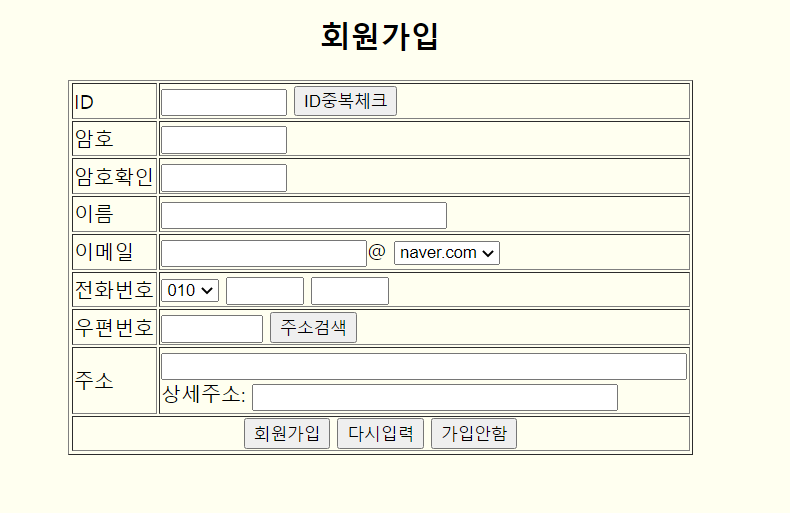 회원가입
ID ID중복체크
암호
암호확인
이름
이메일 @ naver.com
전화번호 010
우편번호 주소검색
주소
상세주소:
회원가입 다시입력 가입안함